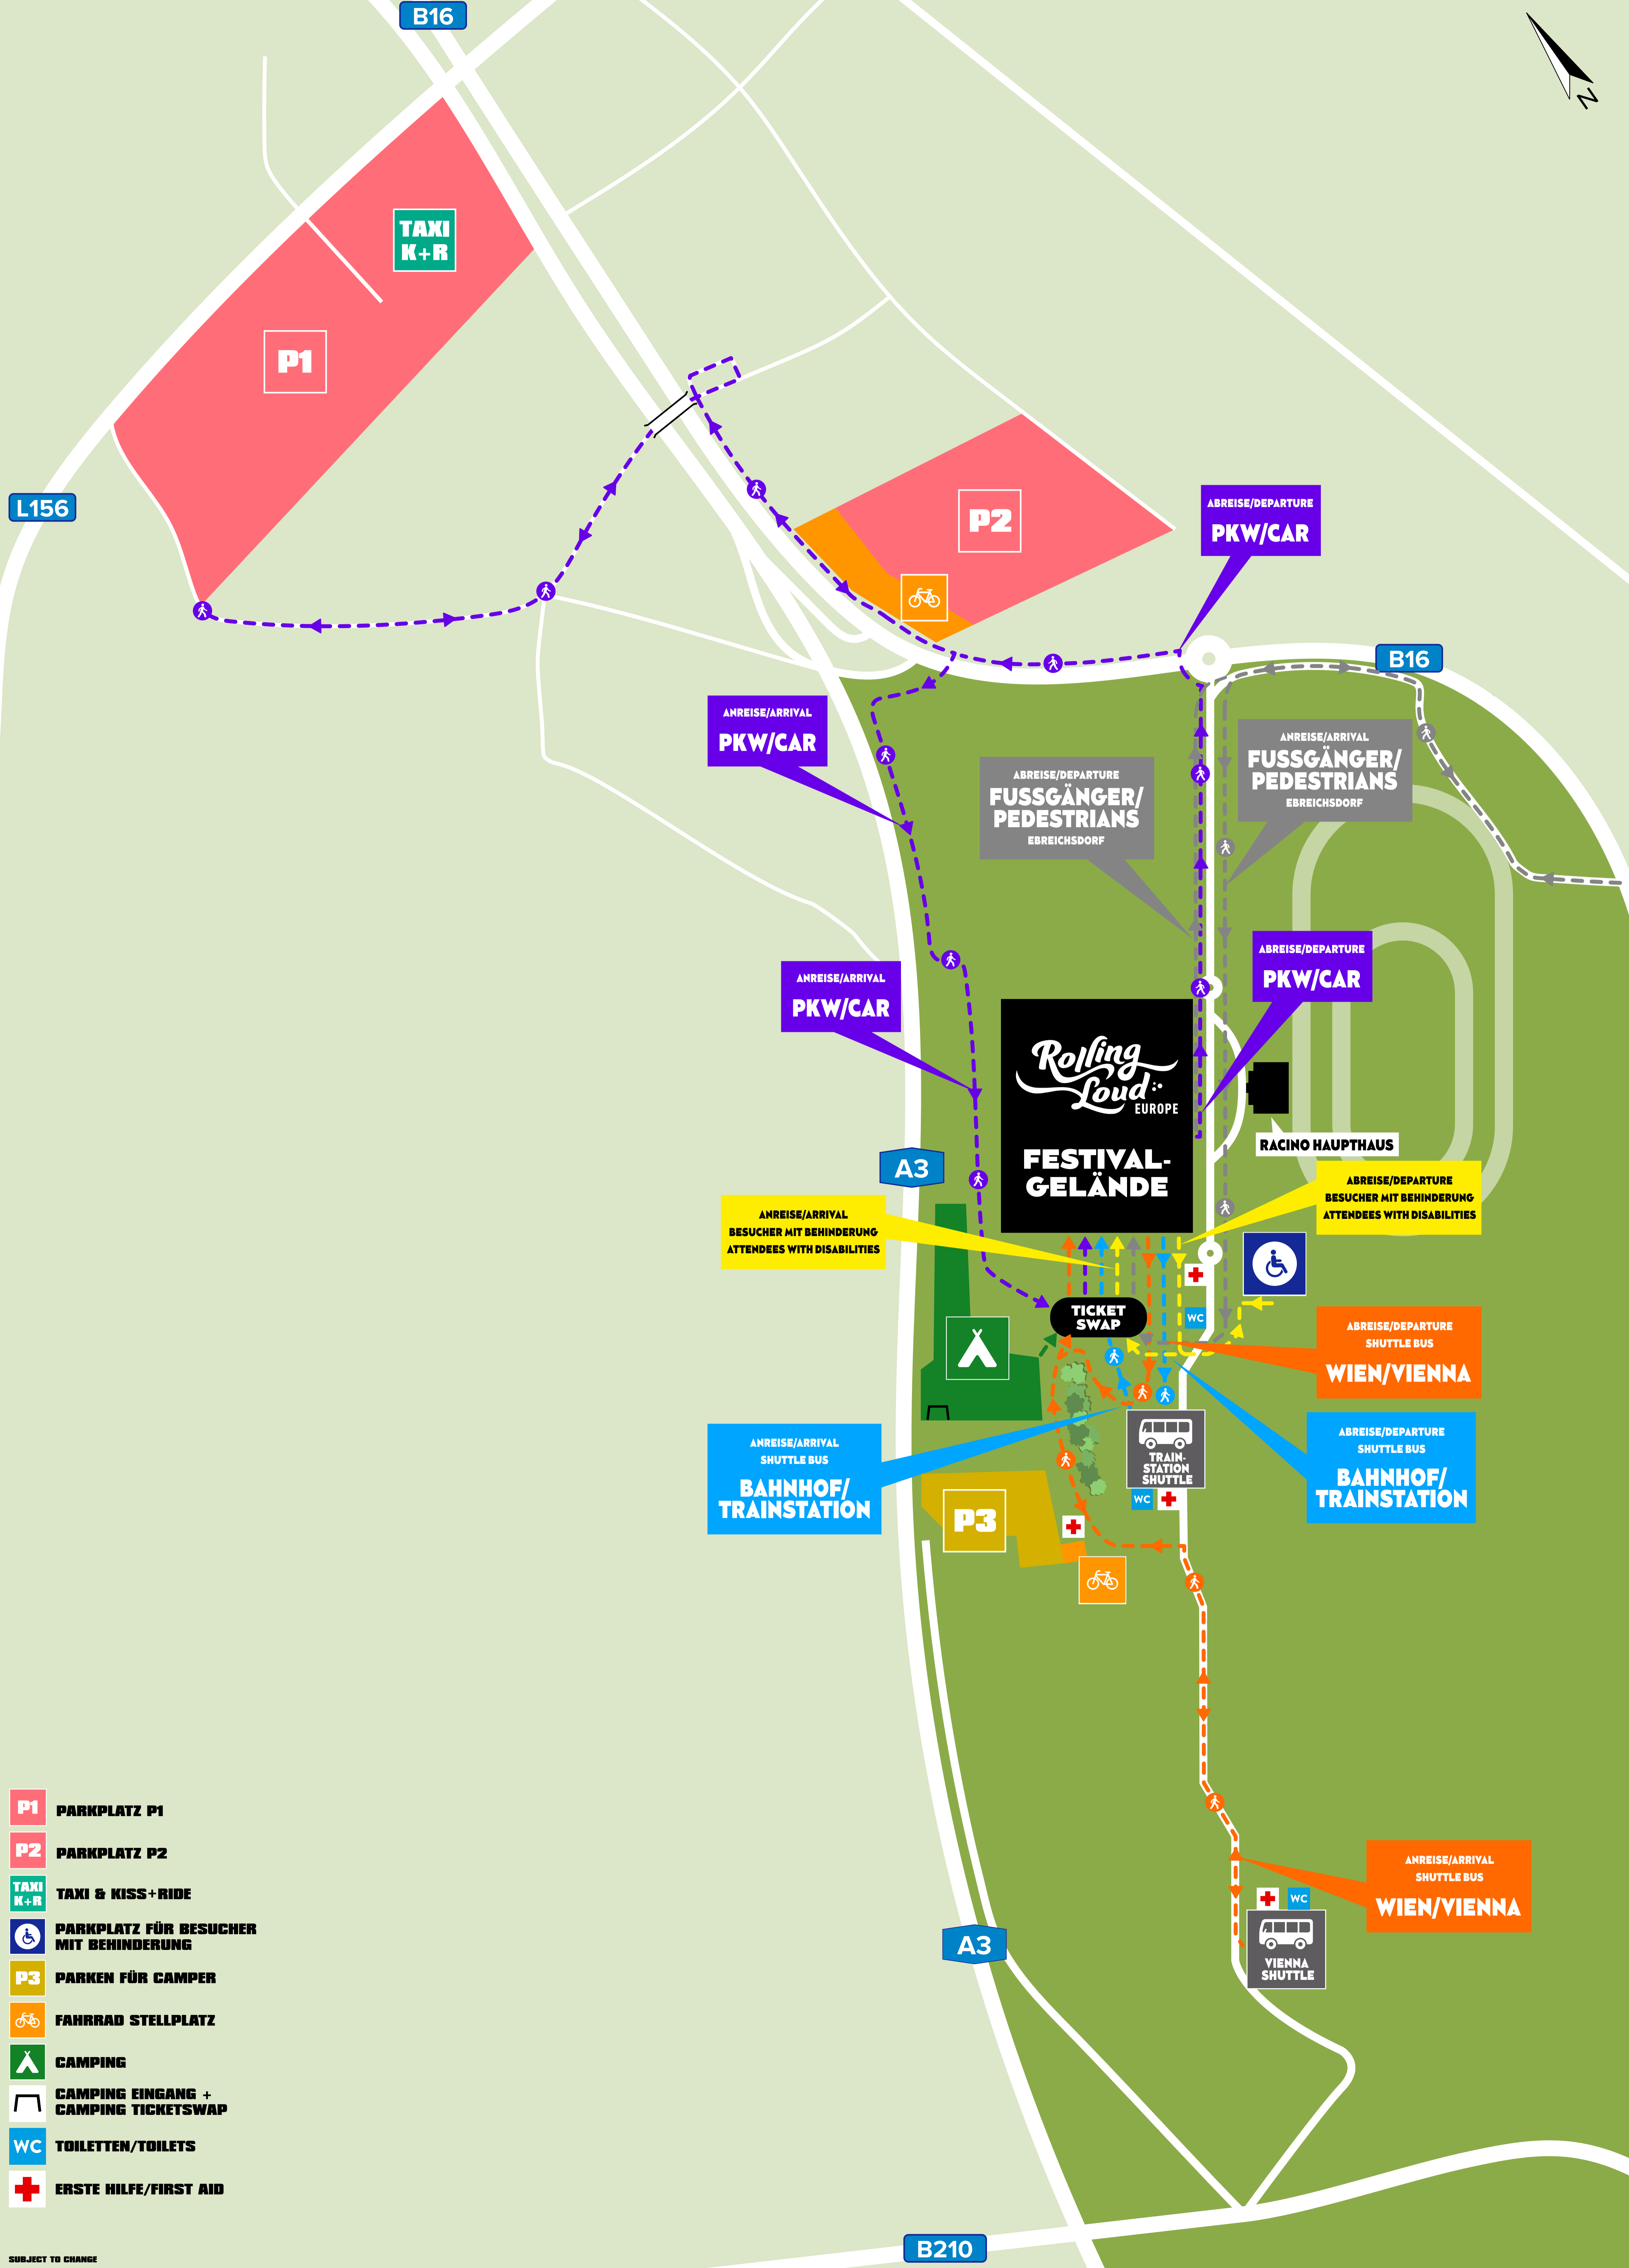 B16
N
TAXI
K+R
P1
L156
P2
ABREISE/DEPARTURE
PKW/CAR
B16
ANREISE/ARRIVAL
PKW/CAR
ANREISE/ARRIVAL
FUSSGÄNGER/
PEDESTRIANS
EBREICHSDORF
ABREISE/DEPARTURE
FUSSGÄNGER/
PEDESTRIANS
EBREICHSDORF
ABREISE/DEPARTURE
PKW/CAR
ANREISE/ARRIVAL
PKW/CAR
Rolling
Loud
EUROPE
FESTIVAL-
GELÄNDE
RACINO HAUPTHAUS
A3
ABREISE/DEPARTURE
BESUCHER MIT BEHINDERUNG
ATTENDEES WITH DISABILITIES
ANREISE/ARRIVAL
BESUCHER MIT BEHINDERUNG
ATTENDEES WITH DISABILITIES
TICKET
SWAP
WC
ABREISE/DEPARTURE
SHUTTLE BUS
WIEN/VIENNA
ANREISE/ARRIVAL
SHUTTLE BUS
BAHNHOF/
TRAINSTATION
TRAIN-
STATION
SHUTTLE
ABREISE/DEPARTURE
SHUTTLE BUS
BAHNHOF/
TRAINSTATION
WC
P3
ANREISE/ARRIVAL
SHUTTLE BUS
WIEN/VIENNA
WC
VIENNA
SHUTTLE
A3
P1 PARKPLATZ P1
P2 PARKPLATZ P2
TAXI
K+R TAXI & KISS+RIDE
PARKPLATZ FÜR BESUCHER
MIT BEHINDERUNG
P3 PARKEN FÜR CAMPER
FAHRRAD STELLPLATZ
CAMPING
CAMPING EINGANG +
CAMPING TICKETSWAP
WC TOILETTEN/TOILETS
ERSTE HILFE/FIRST AID
B210
SUBJECT TO CHANGE